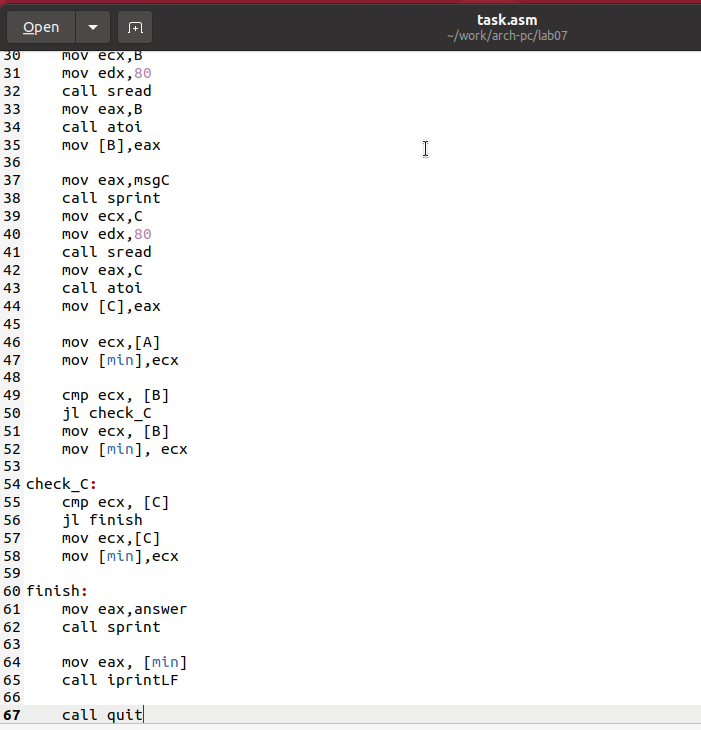 Open
task.asm
~/work/arch-pc/lab07
30 mov ecx,B
31 mov edx,80
32 call sread
33 mov eax,B
34 call atoi
35 mov [B],eax
36
37 mov eax,msgC
38 call sprint
39 mov ecx,C
40 mov edx,80
41 call sread
42 mov eax,C
43 call atoi
44 mov [C],eax
45
46 mov ecx,[A]
47 mov [min],ecx
48
49 cmp ecx, [B]
50 jl check_C
51 mov ecx, [B]
52 mov [min], ecx
53
54 check_C:
55 cmp ecx, [C]
56 jl finish
57 mov ecx,[C]
58 mov [min],ecx
59
60 finish:
61 mov eax,answer
62 call sprint
63
64 mov eax, [min]
65 call iprintLF
66
67 call quit